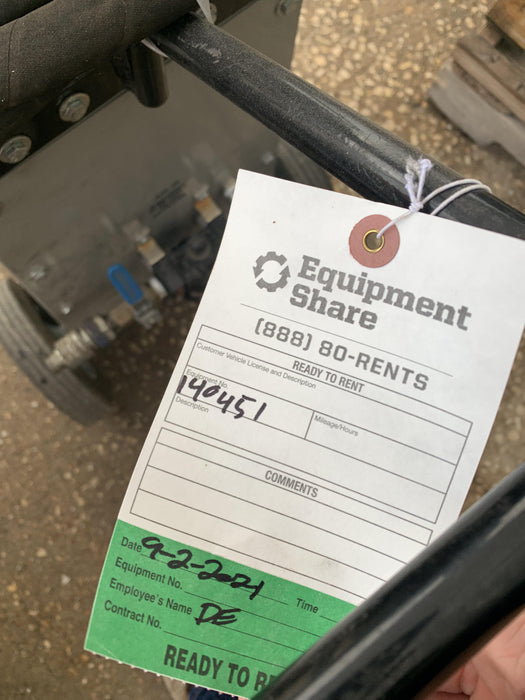 Equipment
Share
(888) 80-RENTS
READY TO RENT
Customer Vehicle License and Description
Equipment No. Mileage/Hours
140451
Description
COMMENTS
Date 9-2-2021
Equipment No. Time
Employee's Name DE
Contract No.
READY TO RE